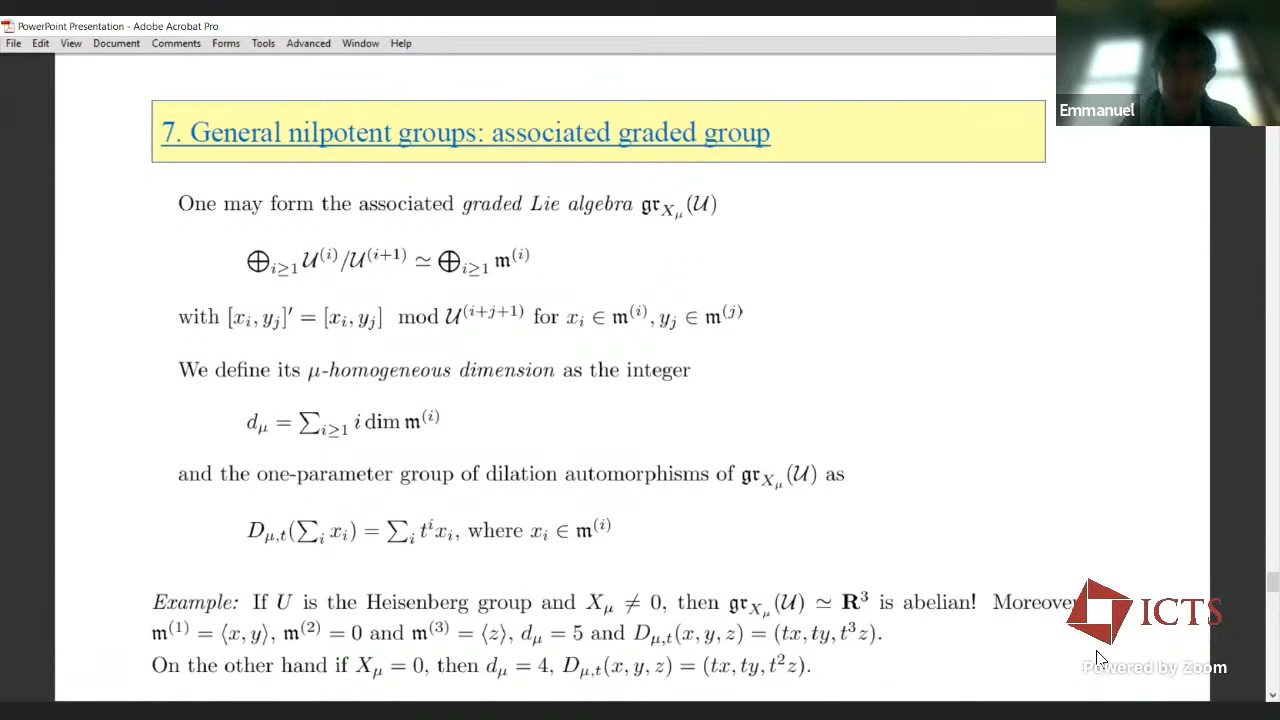 PowerPoint Presentation - Adobe Acrobat Pro
File Edit View Document Comments Forms Tools Advanced Window Help
Emmanuel
7. General nilpotent groups: associated graded group
One may form the associated graded Lie algebra 𝔤𝔯_{X_μ}(𝒰)
⊕_{i≥1} 𝒰^{(i)}/𝒰^{(i+1)} ≃ ⊕_{i≥1} 𝔪^{(i)}
with [x_i, y_j]′ = [x_i, y_j] mod 𝒰^{(i+j+1)} for x_i ∈ 𝔪^{(i)}, y_j ∈ 𝔪^{(j)}
We define its μ-homogeneous dimension as the integer
d_μ = ∑_{i≥1} i dim 𝔪^{(i)}
and the one-parameter group of dilation automorphisms of 𝔤𝔯_{X_μ}(𝒰) as
D_{μ,t}(∑_i x_i) = ∑_i t^i x_i, where x_i ∈ 𝔪^{(i)}
Example: If U is the Heisenberg group and X_μ ≠ 0, then 𝔤𝔯_{X_μ}(𝒰) ≃ 𝐑^3 is abelian! Moreover
𝔪^{(1)} = ⟨x, y⟩, 𝔪^{(2)} = 0 and 𝔪^{(3)} = ⟨z⟩, d_μ = 5 and D_{μ,t}(x, y, z) = (tx, ty, t^3 z).
On the other hand if X_μ = 0, then d_μ = 4, D_{μ,t}(x, y, z) = (tx, ty, t^2 z).
ICTS
Powered by Zoom